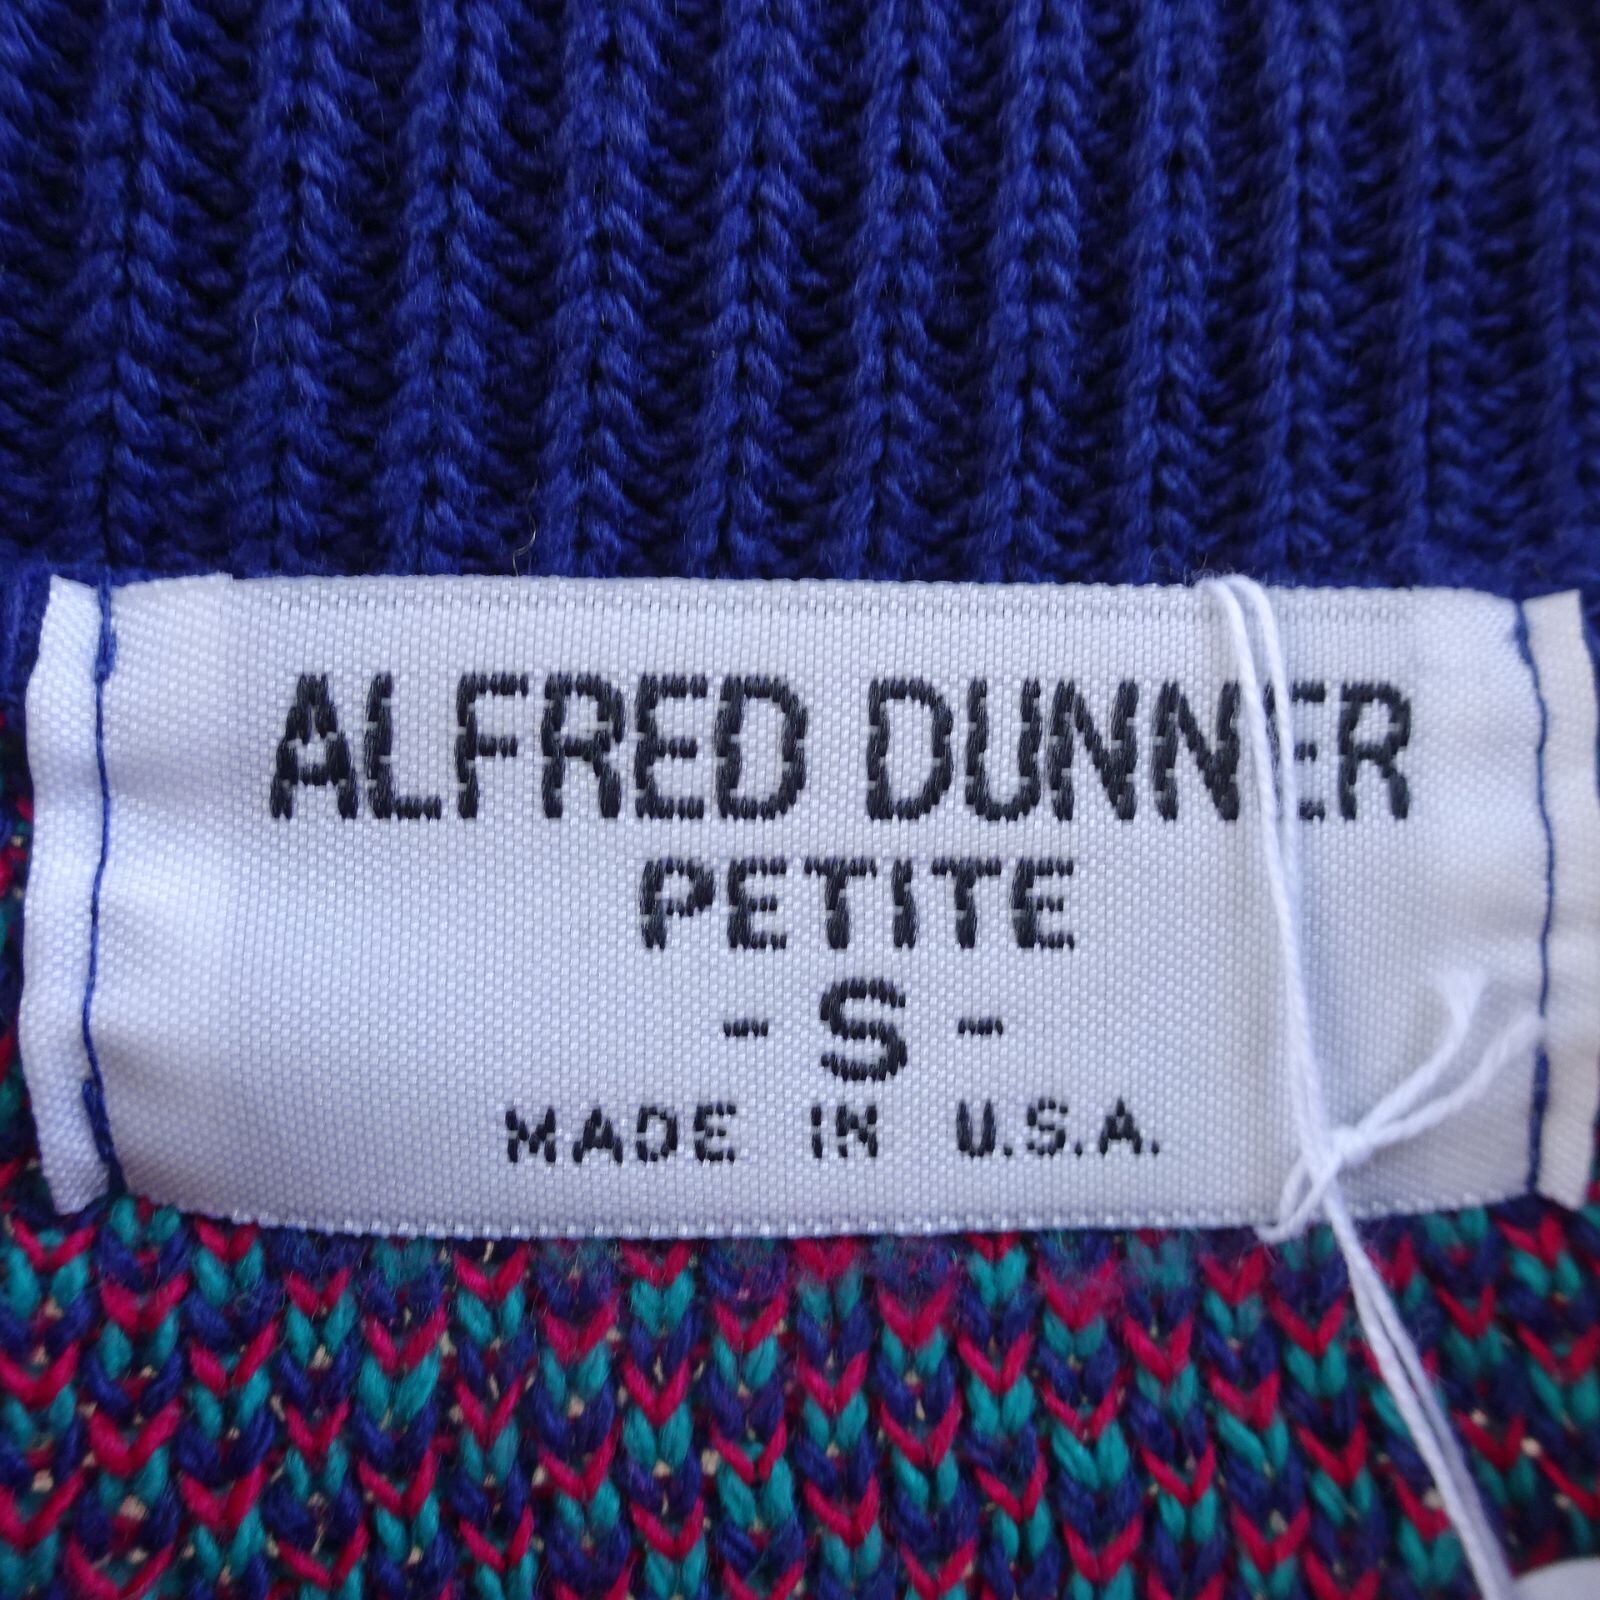 ALFRED DUNNER
PETITE
- S -
MADE IN U.S.A.